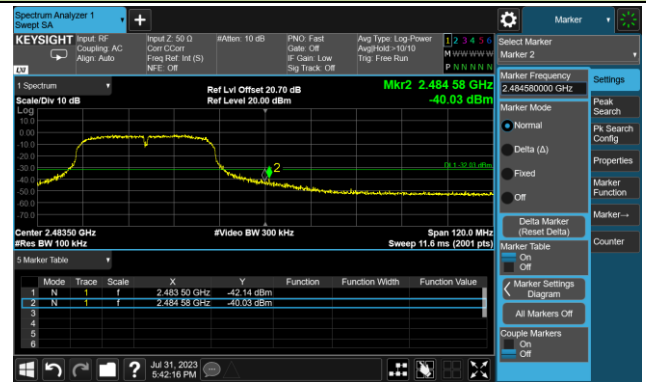 Spectrum Analyzer 1
Swept SA
Marker
KEYSIGHT
Input: RF
Coupling: AC
Align: Auto
Input Z: 50 Ω
Corr CCorr
Freq Ref: Int (S)
NFE: Off
#Atten: 10 dB
PNO: Fast
Gate: Off
IF Gain: Low
Sig Track: Off
Avg Type: Log-Power
Avg|Hold:>10/10
Trig: Free Run
1 2 3 4 5 6
M W W W W W
P N N N N N
LXI
1 Spectrum
Scale/Div 10 dB
Log
Ref Lvl Offset 20.70 dB
Ref Level 20.00 dBm
Mkr2 2.484 58 GHz
-40.03 dBm
10.0
0.00
-10.0
-20.0
-30.0
-40.0
-50.0
-60.0
-70.0
2
DL1 -32.03 dBm
Center 2.48350 GHz
#Res BW 100 kHz
#Video BW 300 kHz
Span 120.0 MHz
Sweep 11.6 ms (2001 pts)
5 Marker Table
Mode Trace Scale X Y Function Function Width Function Value
1 N 1 f 2.483 50 GHz -42.14 dBm
2 N 1 f 2.484 58 GHz -40.03 dBm
3
4
5
6
Jul 31, 2023
5:42:16 PM
Select Marker
Marker 2
Marker Frequency
2.484580000 GHz
Marker Mode
Normal
Delta (Δ)
Fixed
Off
Delta Marker
(Reset Delta)
Marker Table
On
Off
Marker Settings
Diagram
All Markers Off
Couple Markers
On
Off
Settings
Peak
Search
Pk Search
Config
Properties
Marker
Function
Marker→
Counter